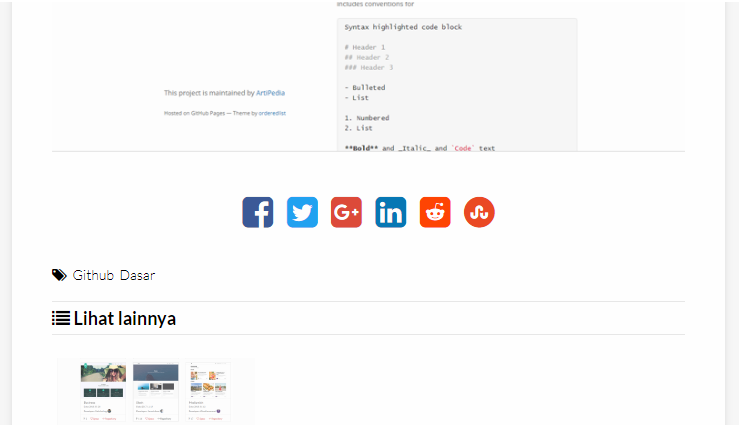 includes conventions for
Syntax highlighted code block
# Header 1
## Header 2
### Header 3
- Bulleted
- List
1. Numbered
2. List
**Bold** and _Italic_ and `Code` text
This project is maintained by ArtiPedia
Hosted on GitHub Pages — Theme by orderedlist
Github Dasar
Lihat lainnya